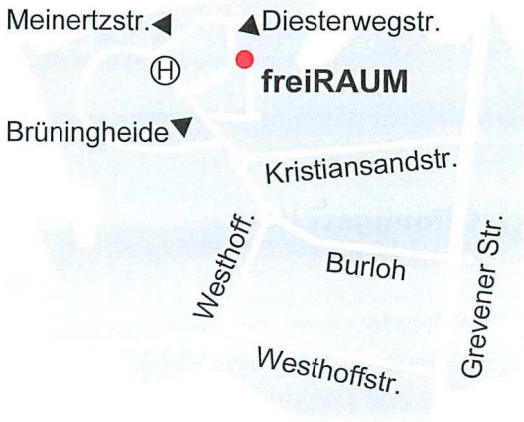 Meinertzstr.
Diesterwegstr.
H
freiRAUM
Brüningheide
Kristiansandstr.
Westhoff.
Burloh
Grevener Str.
Westhoffstr.